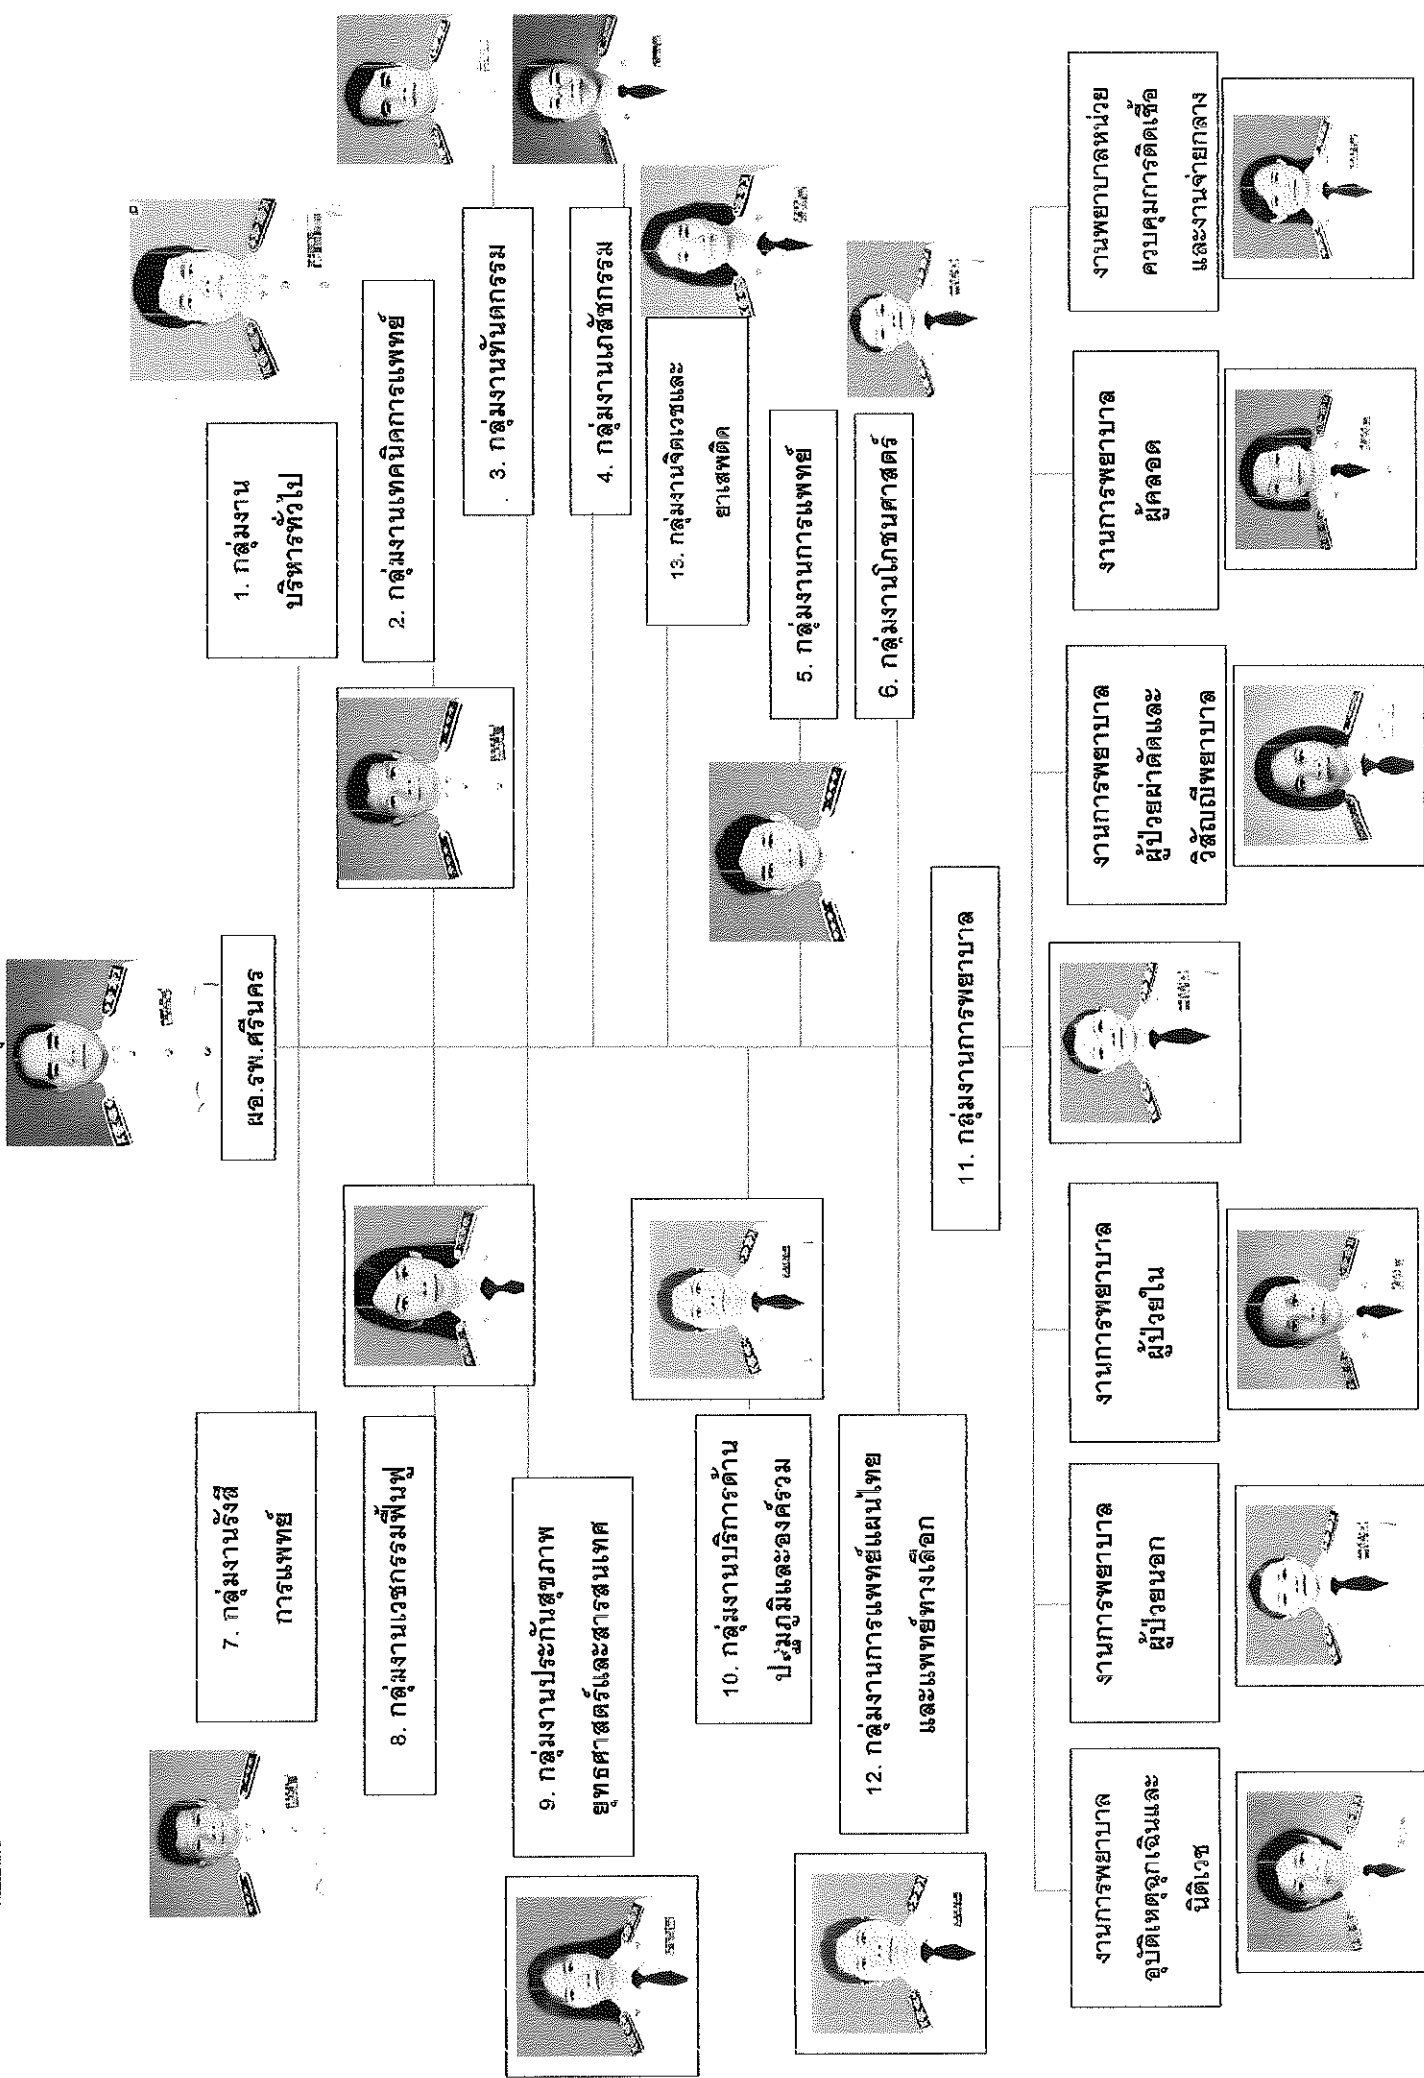 ผอ.รพ.ศรีนคร
1. กลุ่มงาน
บริหารทั่วไป
2. กลุ่มงานเทคนิคการแพทย์
3. กลุ่มงานทันตกรรม
4. กลุ่มงานเภสัชกรรม
13. กลุ่มงานจิตเวชและ
ยาเสพติด
5. กลุ่มงานการแพทย์
6. กลุ่มงานโภชนศาสตร์
7. กลุ่มงานรังสี
การแพทย์
8. กลุ่มงานเวชกรรมฟื้นฟู
9. กลุ่มงานประกันสุขภาพ
ยุทธศาสตร์และสารสนเทศ
10. กลุ่มงานบริการด้าน
ปฐมภูมิและองค์รวม
12. กลุ่มงานการแพทย์แผนไทย
และแพทย์ทางเลือก
11. กลุ่มงานการพยาบาล
งานการพยาบาล
อุบัติเหตุฉุกเฉินและ
นิติเวช
งานการพยาบาล
ผู้ป่วยนอก
งานการพยาบาล
ผู้ป่วยใน
งานการพยาบาล
ผู้ป่วยผ่าตัดและ
วิสัญญีพยาบาล
งานการพยาบาล
ผู้คลอด
งานพยาบาลหน่วย
ควบคุมการติดเชื้อ
และงานจ่ายกลาง